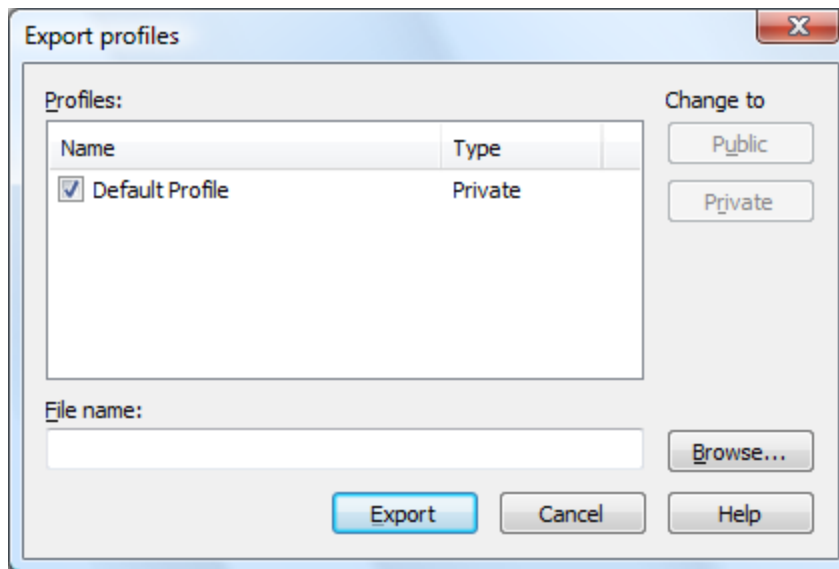 Export profiles
Profiles:
Change to
Name Type
Public
Default Profile Private
Private
File name:
Browse...
Export Cancel Help